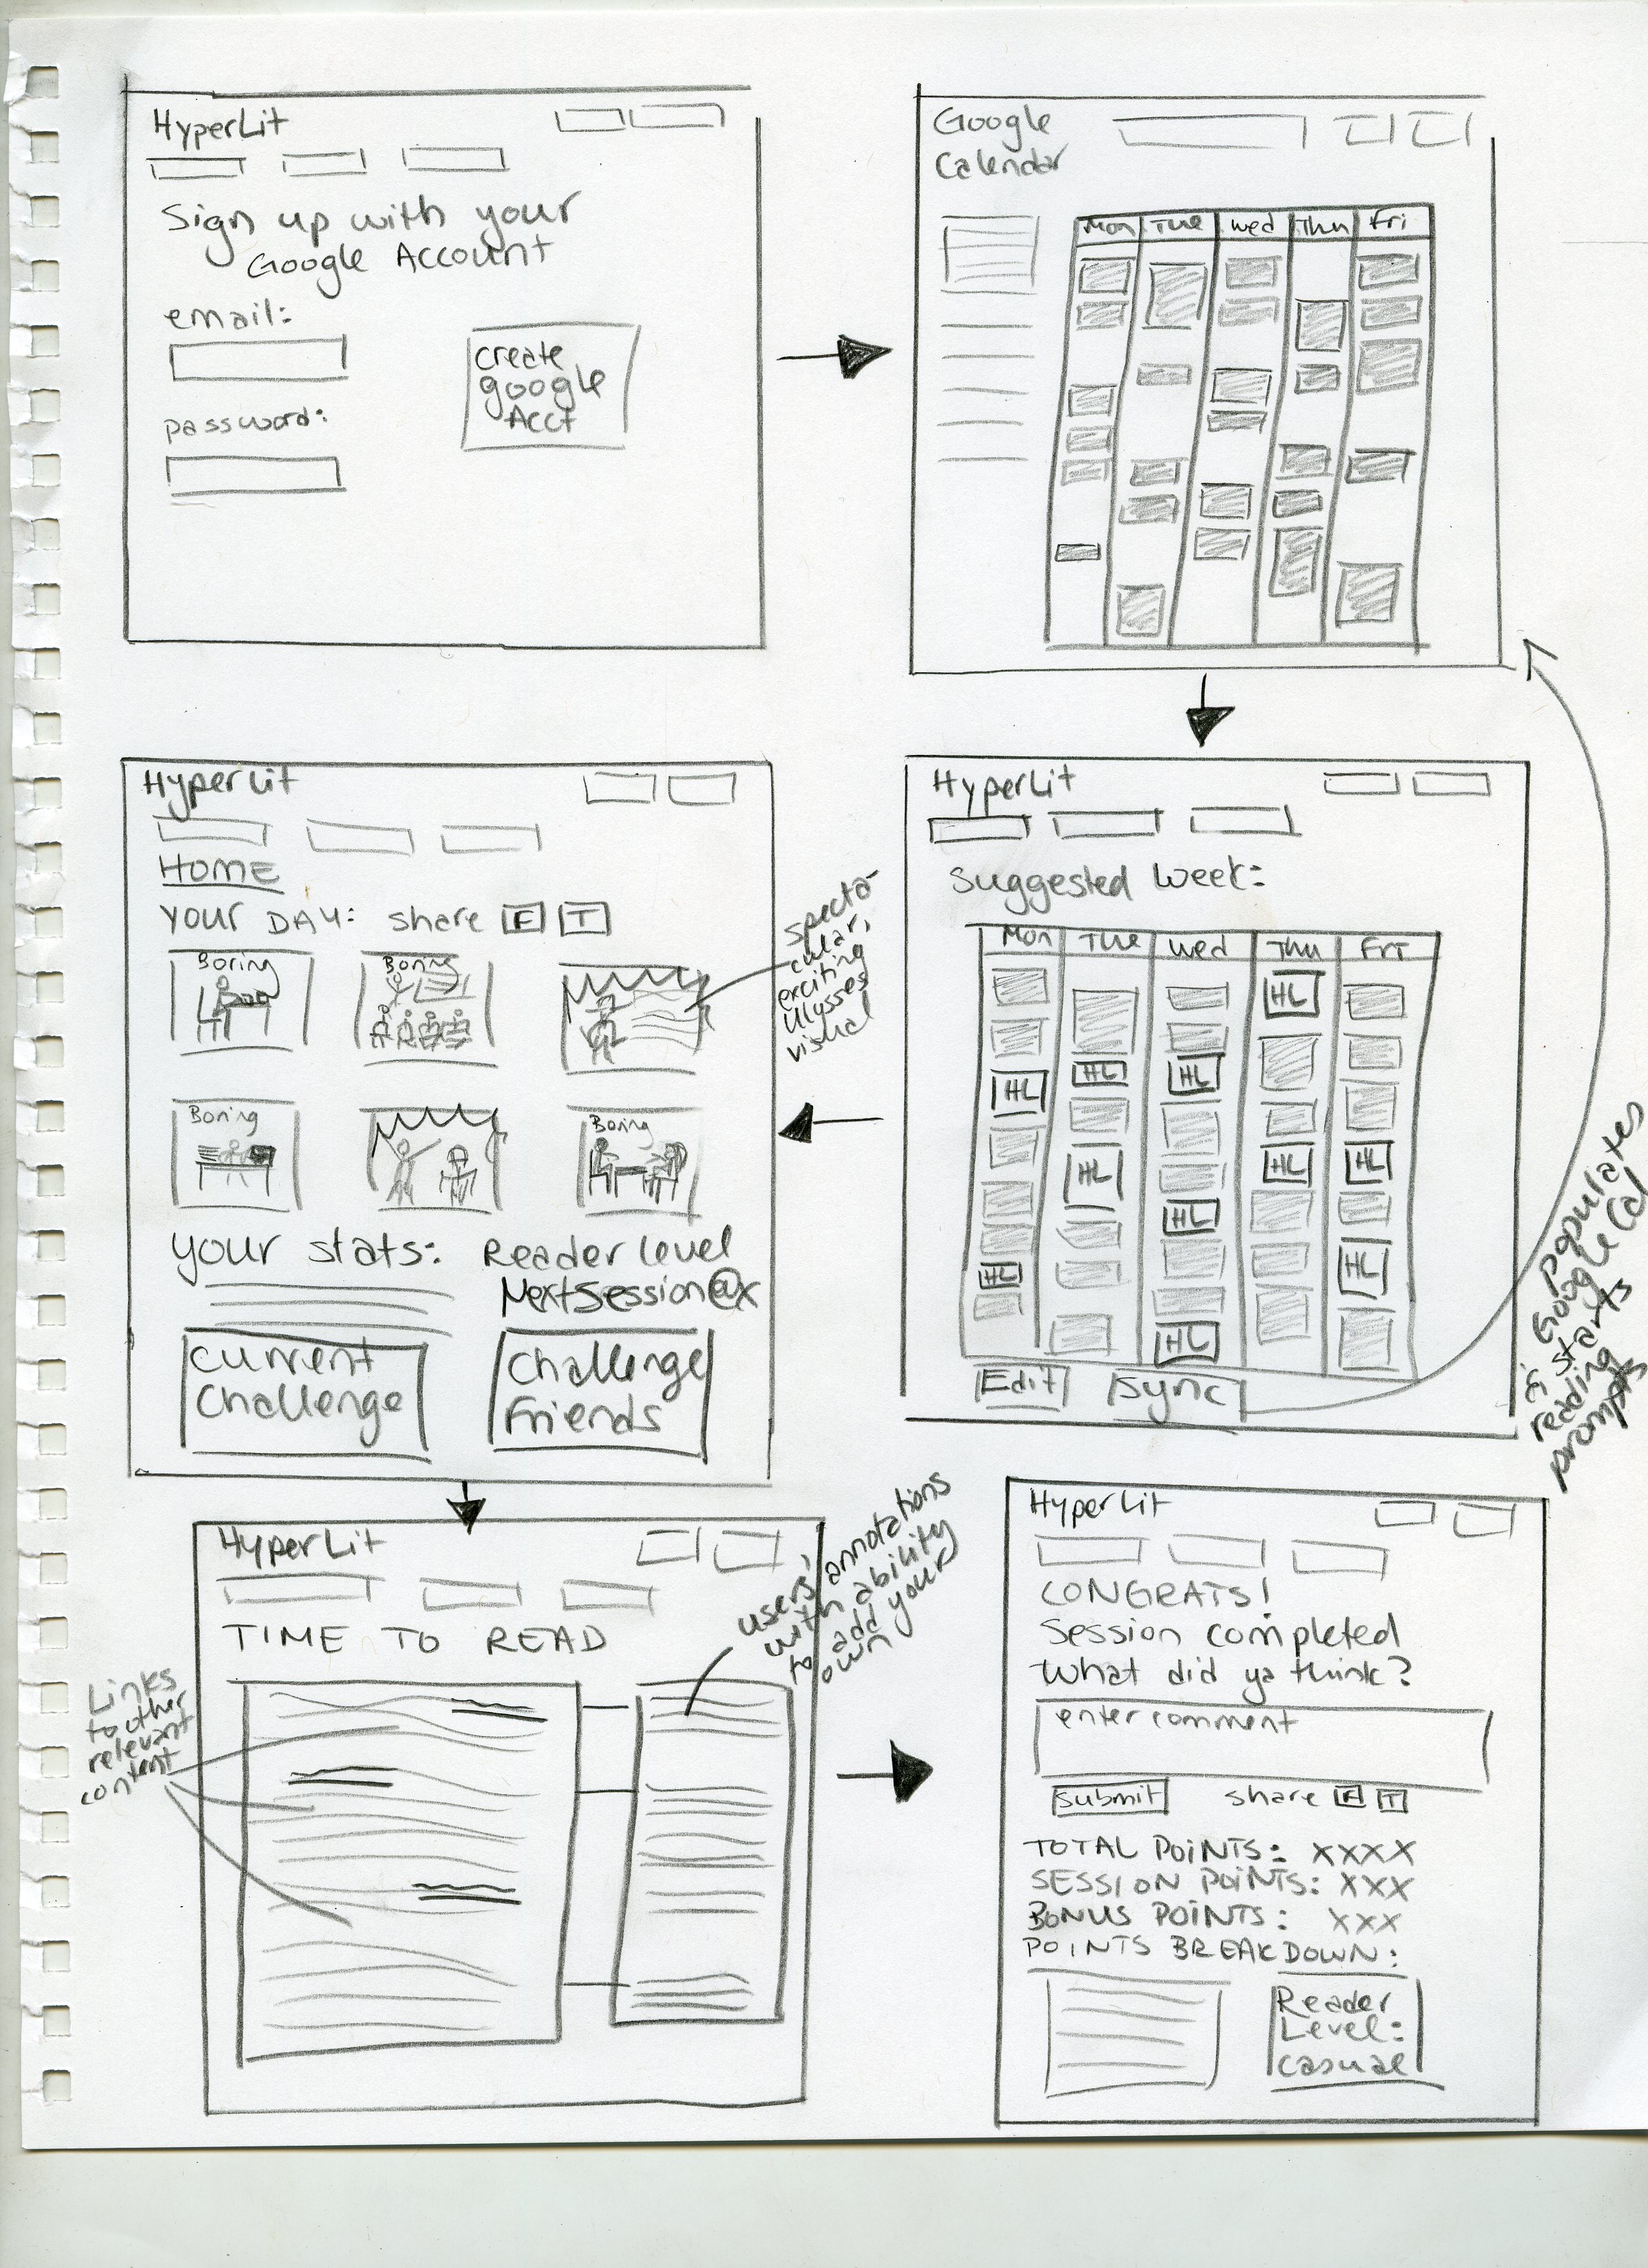 HyperLit
Sign up with your
Google Account
email:
create
google
Acct
password:
Google
Calendar
Mon Tue Wed Thu Fri
HyperLit
HOME
your DAY: share F T
Boring
Boring
Boring
Boring
specta-
cular,
exciting
Ulysses
visual
your stats: Reader level
Next Session@x
Current
Challenge
Challenge
Friends
HyperLit
Suggested Week:
Mon Tue Wed Thu Fri
HL
HL HL HL
HL HL HL
HL
HL HL
HL
Edit Sync
populates
Google Cal
& starts
reading
prompts
HyperLit
TIME TO READ
Links
to other
relevant
content
users'
annotations
with ability
to add your
own
HyperLit
CONGRATS!
Session completed
What did ya think?
enter comment
submit share F T
TOTAL POINTS: XXXX
SESSION POINTS: XXX
BONUS POINTS: XXX
POINTS BREAKDOWN:
Reader
Level:
casual